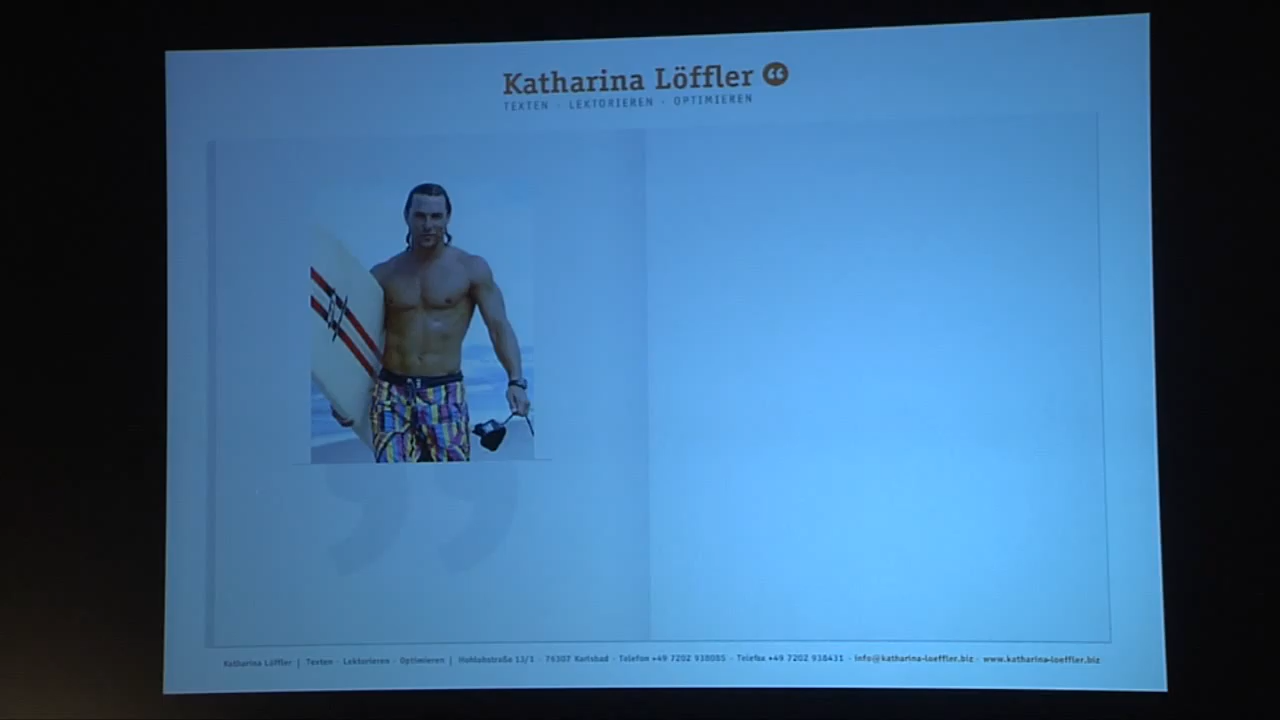 Katharina Löffler
TEXTEN · LEKTORIEREN · OPTIMIEREN
Katharina Löffler | Texten · Lektorieren · Optimieren | Hohlohstraße 13/1 · 76307 Karlsbad · Telefon +49 7202 938085 · Telefax +49 7202 938431 · info@katharina-loeffler.biz · www.katharina-loeffler.biz